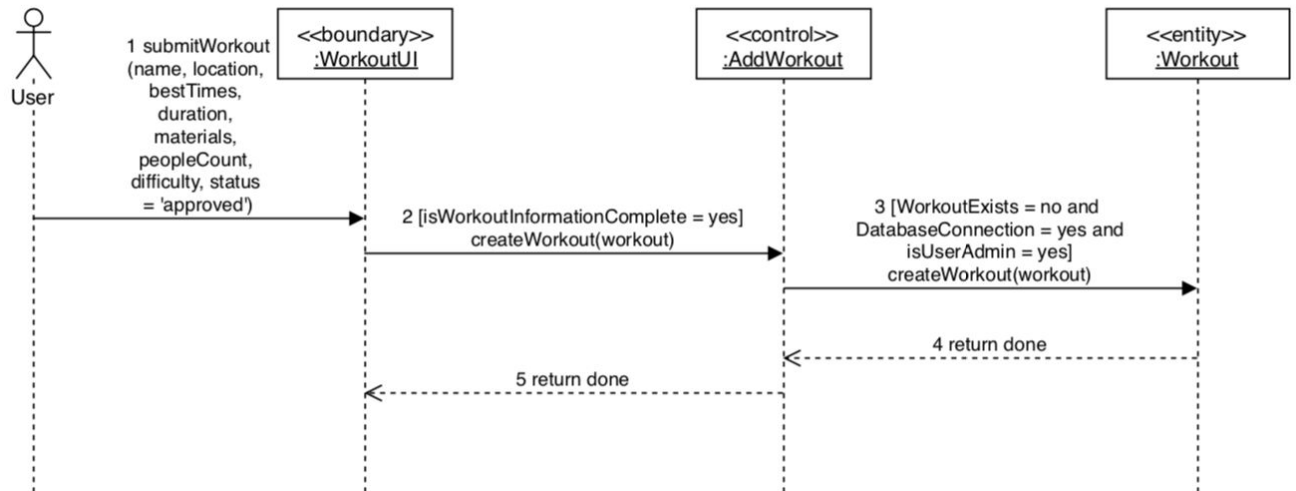 User
1 submitWorkout
(name, location,
bestTimes,
duration,
materials,
peopleCount,
difficulty, status
= 'approved')
<<boundary>>
:WorkoutUI
<<control>>
:AddWorkout
<<entity>>
:Workout
2 [isWorkoutInformationComplete = yes]
createWorkout(workout)
3 [WorkoutExists = no and
DatabaseConnection = yes and
isUserAdmin = yes]
createWorkout(workout)
4 return done
5 return done